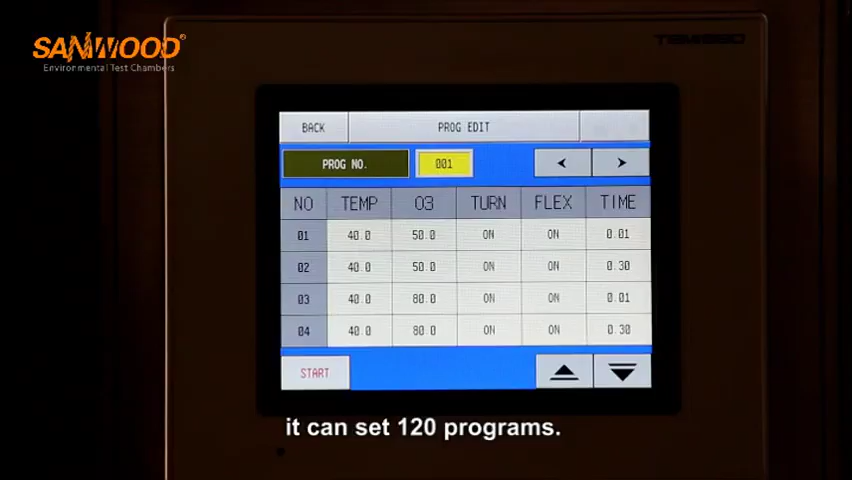 SANWOOD®
Environmental Test Chambers
BACK PROG EDIT
PROG NO. 001 < >
NO TEMP O3 TURN FLEX TIME
01 40.0 50.0 ON ON 0.01
02 40.0 50.0 ON ON 0.30
03 40.0 80.0 ON ON 0.01
04 40.0 80.0 ON ON 0.30
START
it can set 120 programs.